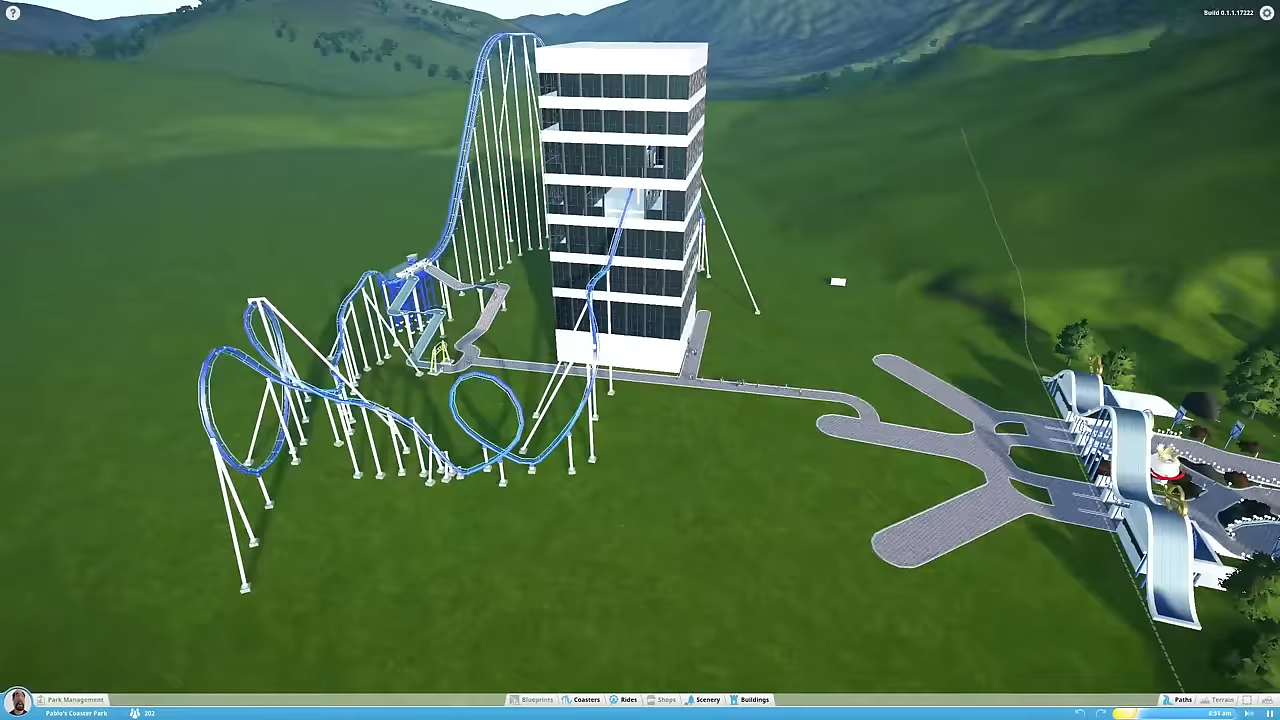 ?
Build 0.1.1.17222
Park Management
Blueprints Coasters Rides Shops Scenery Buildings
Paths Terrain
Pablo's Coaster Park 202